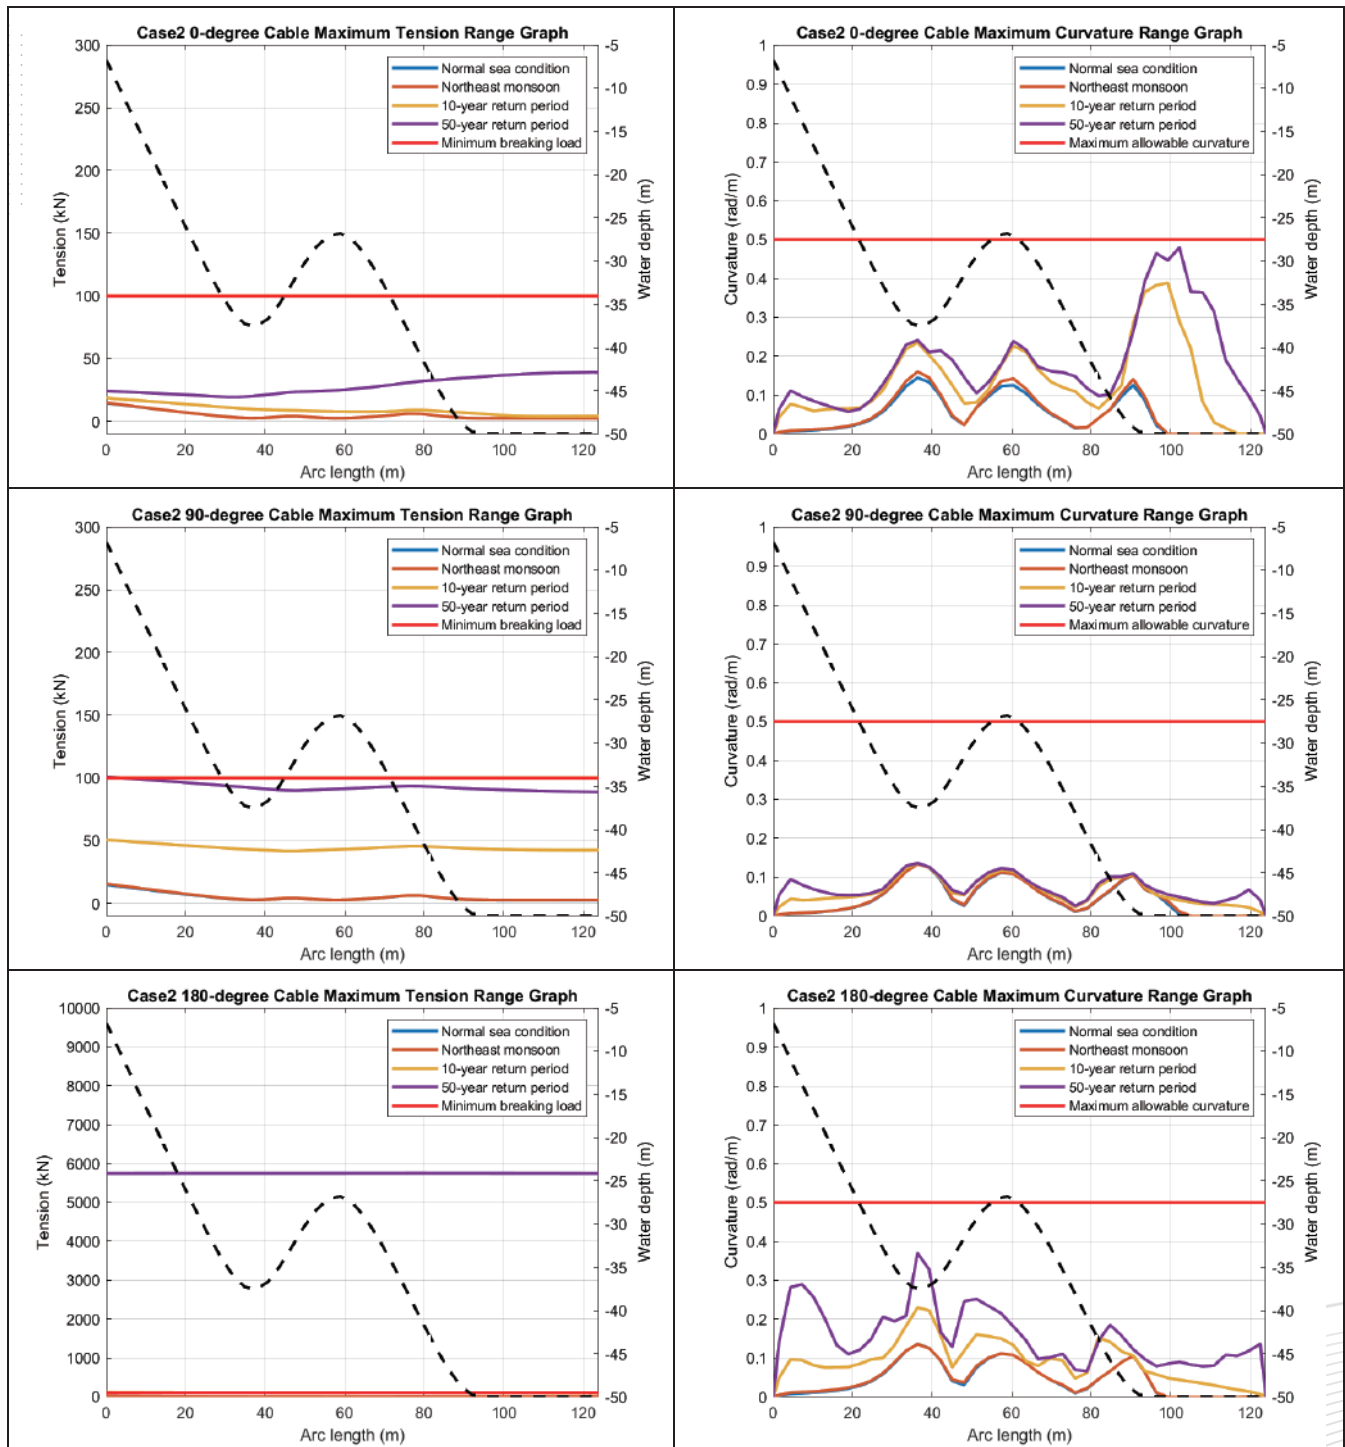 Case2 0-degree Cable Maximum Tension Range Graph
300
250
200
150
100
50
0
Tension (kN)
Normal sea condition
Northeast monsoon
10-year return period
50-year return period
Minimum breaking load
-5
-10
-15
-20
-25
-30
-35
-40
-45
-50
Water depth (m)
0 20 40 60 80 100 120
Arc length (m)
Case2 0-degree Cable Maximum Curvature Range Graph
1
0.9
0.8
0.7
0.6
0.5
0.4
0.3
0.2
0.1
0
Curvature (rad/m)
Normal sea condition
Northeast monsoon
10-year return period
50-year return period
Maximum allowable curvature
-5
-10
-15
-20
-25
-30
-35
-40
-45
-50
Water depth (m)
0 20 40 60 80 100 120
Arc length (m)
Case2 90-degree Cable Maximum Tension Range Graph
300
250
200
150
100
50
0
Tension (kN)
Normal sea condition
Northeast monsoon
10-year return period
50-year return period
Minimum breaking load
-5
-10
-15
-20
-25
-30
-35
-40
-45
-50
Water depth (m)
0 20 40 60 80 100 120
Arc length (m)
Case2 90-degree Cable Maximum Curvature Range Graph
1
0.9
0.8
0.7
0.6
0.5
0.4
0.3
0.2
0.1
0
Curvature (rad/m)
Normal sea condition
Northeast monsoon
10-year return period
50-year return period
Maximum allowable curvature
-5
-10
-15
-20
-25
-30
-35
-40
-45
-50
Water depth (m)
0 20 40 60 80 100 120
Arc length (m)
Case2 180-degree Cable Maximum Tension Range Graph
10000
9000
8000
7000
6000
5000
4000
3000
2000
1000
0
Tension (kN)
Normal sea condition
Northeast monsoon
10-year return period
50-year return period
Minimum breaking load
-5
-10
-15
-20
-25
-30
-35
-40
-45
-50
Water depth (m)
0 20 40 60 80 100 120
Arc length (m)
Case2 180-degree Cable Maximum Curvature Range Graph
1
0.9
0.8
0.7
0.6
0.5
0.4
0.3
0.2
0.1
0
Curvature (rad/m)
Normal sea condition
Northeast monsoon
10-year return period
50-year return period
Maximum allowable curvature
-5
-10
-15
-20
-25
-30
-35
-40
-45
-50
Water depth (m)
0 20 40 60 80 100 120
Arc length (m)